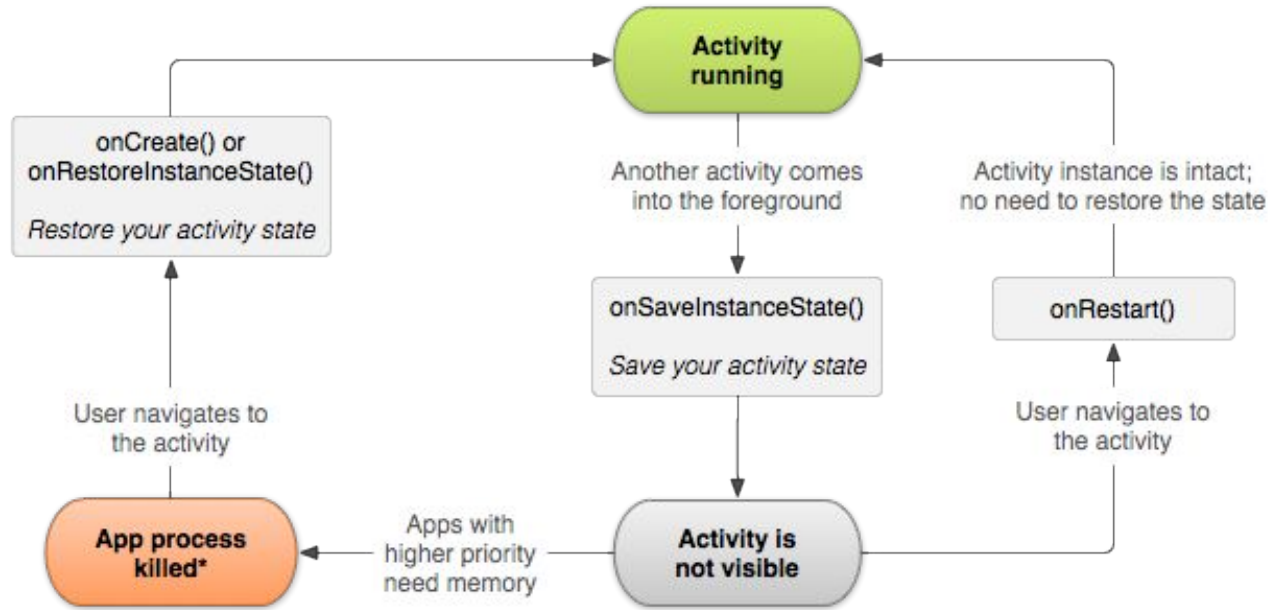 Activity
running
onCreate() or
onRestoreInstanceState()
Restore your activity state
Another activity comes
into the foreground
Activity instance is intact;
no need to restore the state
onSaveInstanceState()
Save your activity state
onRestart()
User navigates to
the activity
User navigates to
the activity
App process
killed*
Apps with
higher priority
need memory
Activity is
not visible